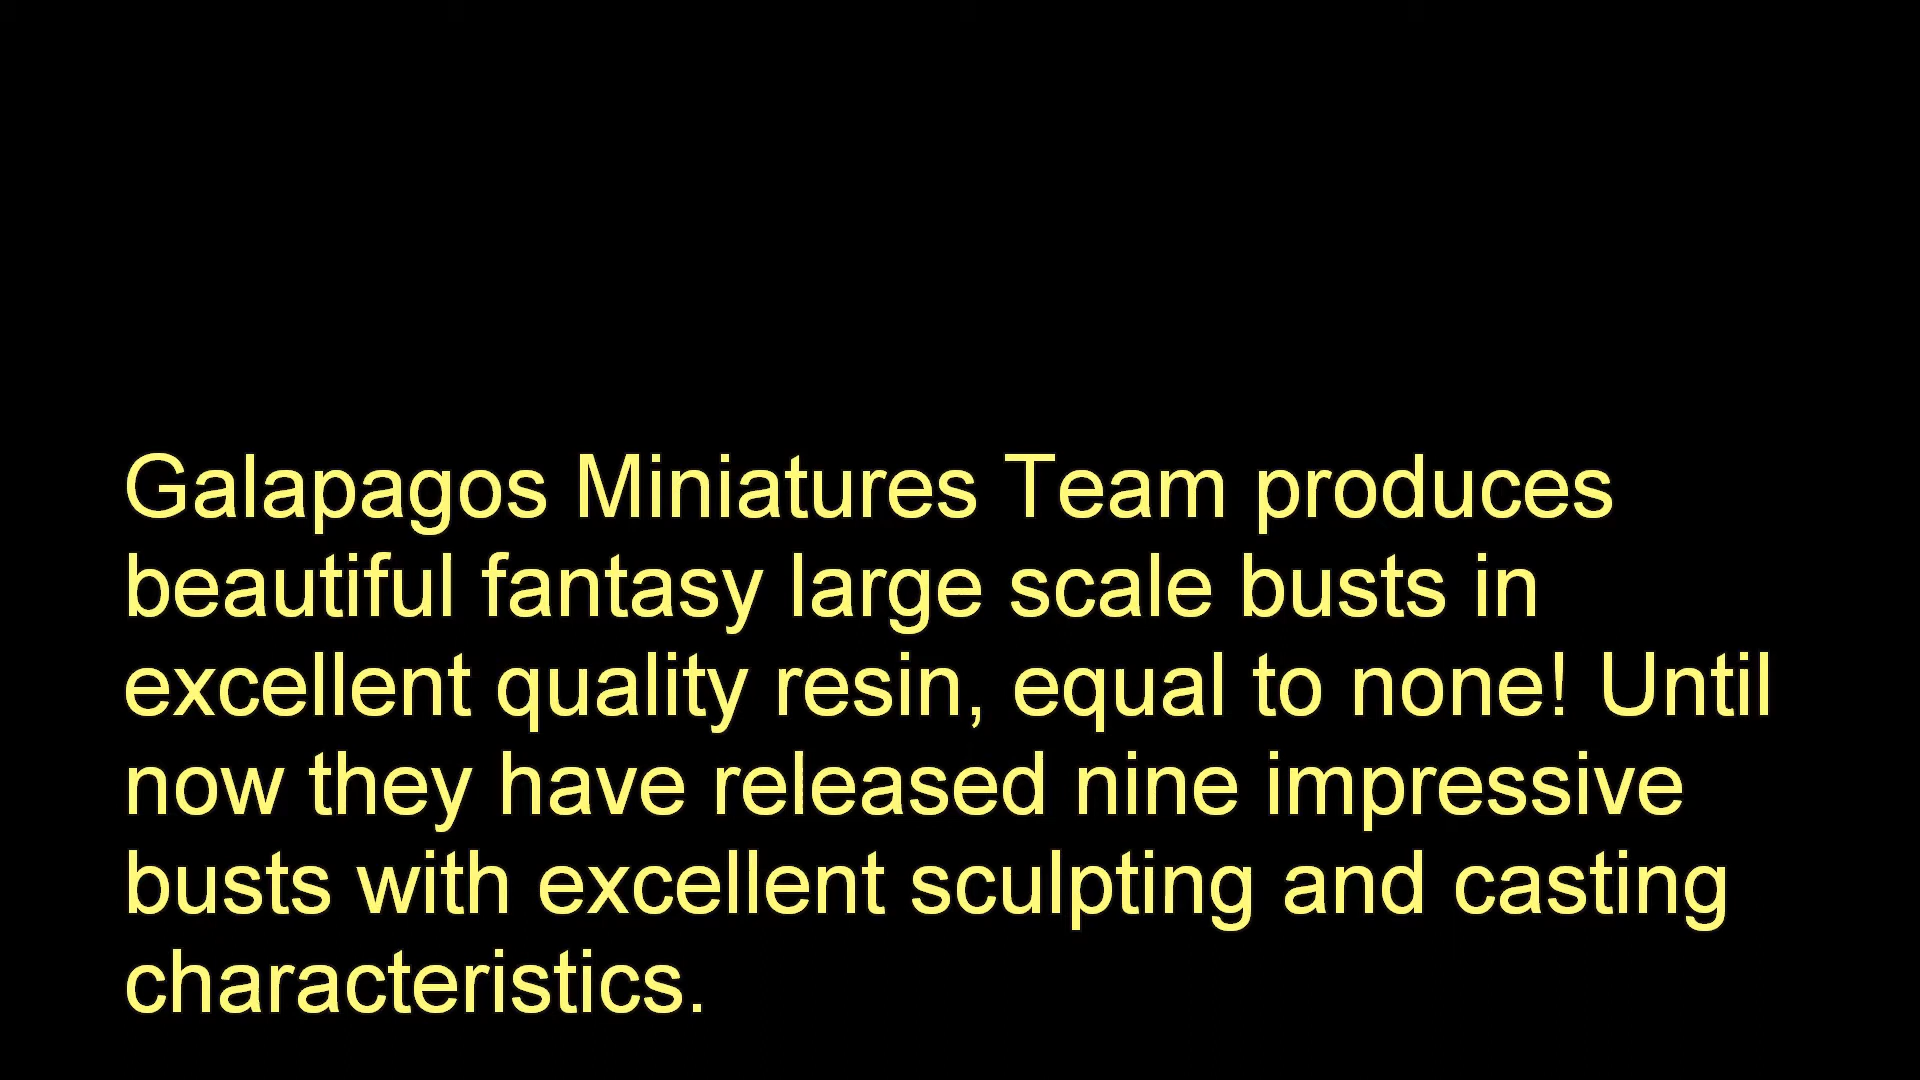 Galapagos Miniatures Team produces
beautiful fantasy large scale busts in
excellent quality resin, equal to none! Until
now they have released nine impressive
busts with excellent sculpting and casting
characteristics.